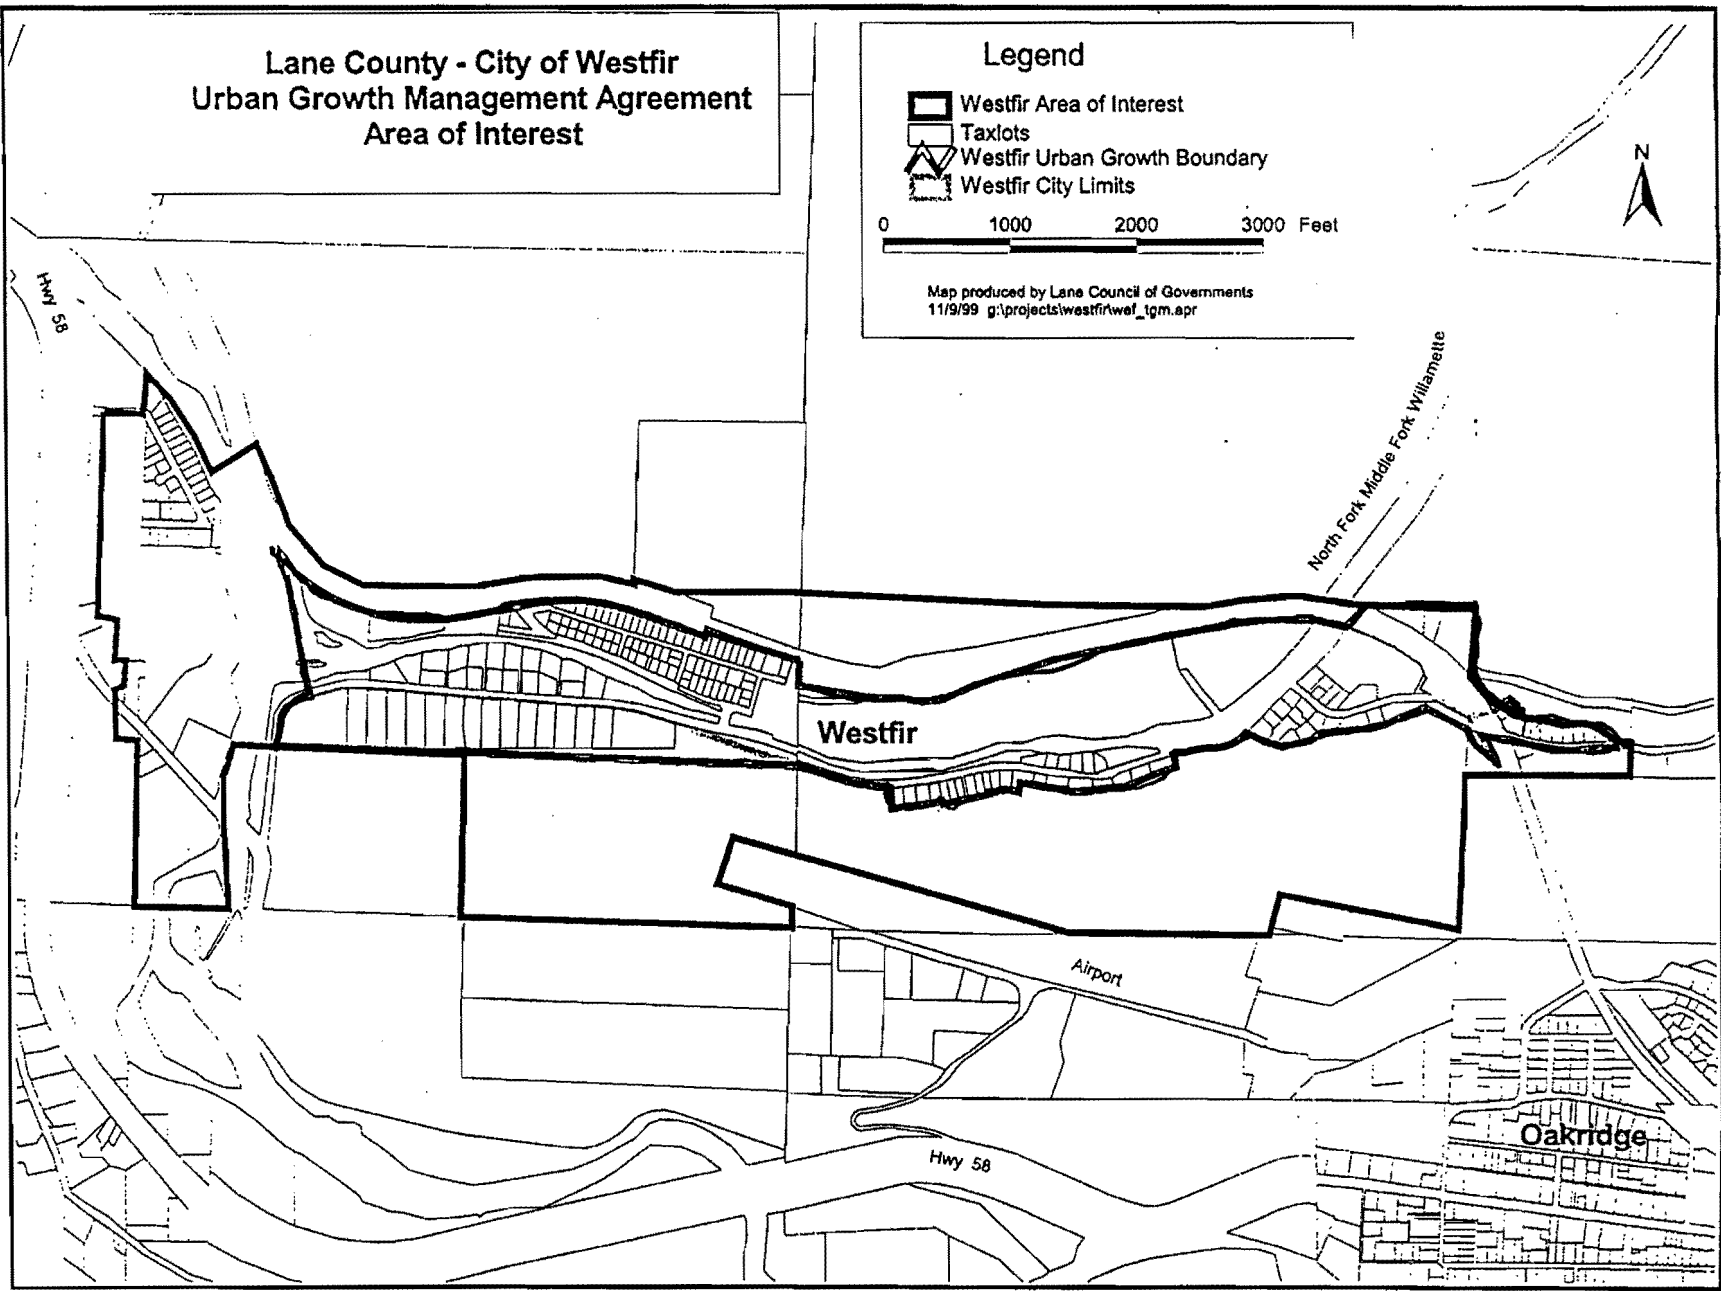 Lane County - City of Westfir
Urban Growth Management Agreement
Area of Interest
Legend
Westfir Area of Interest
Taxlots
Westfir Urban Growth Boundary
Westfir City Limits
0 1000 2000 3000 Feet
Map produced by Lane Council of Governments
11/9/99 g:\projects\westfir\wef_tgm.apr
N
Hwy 58
North Fork Middle Fork Willamette
Westfir
Airport
Oakridge
Hwy 58